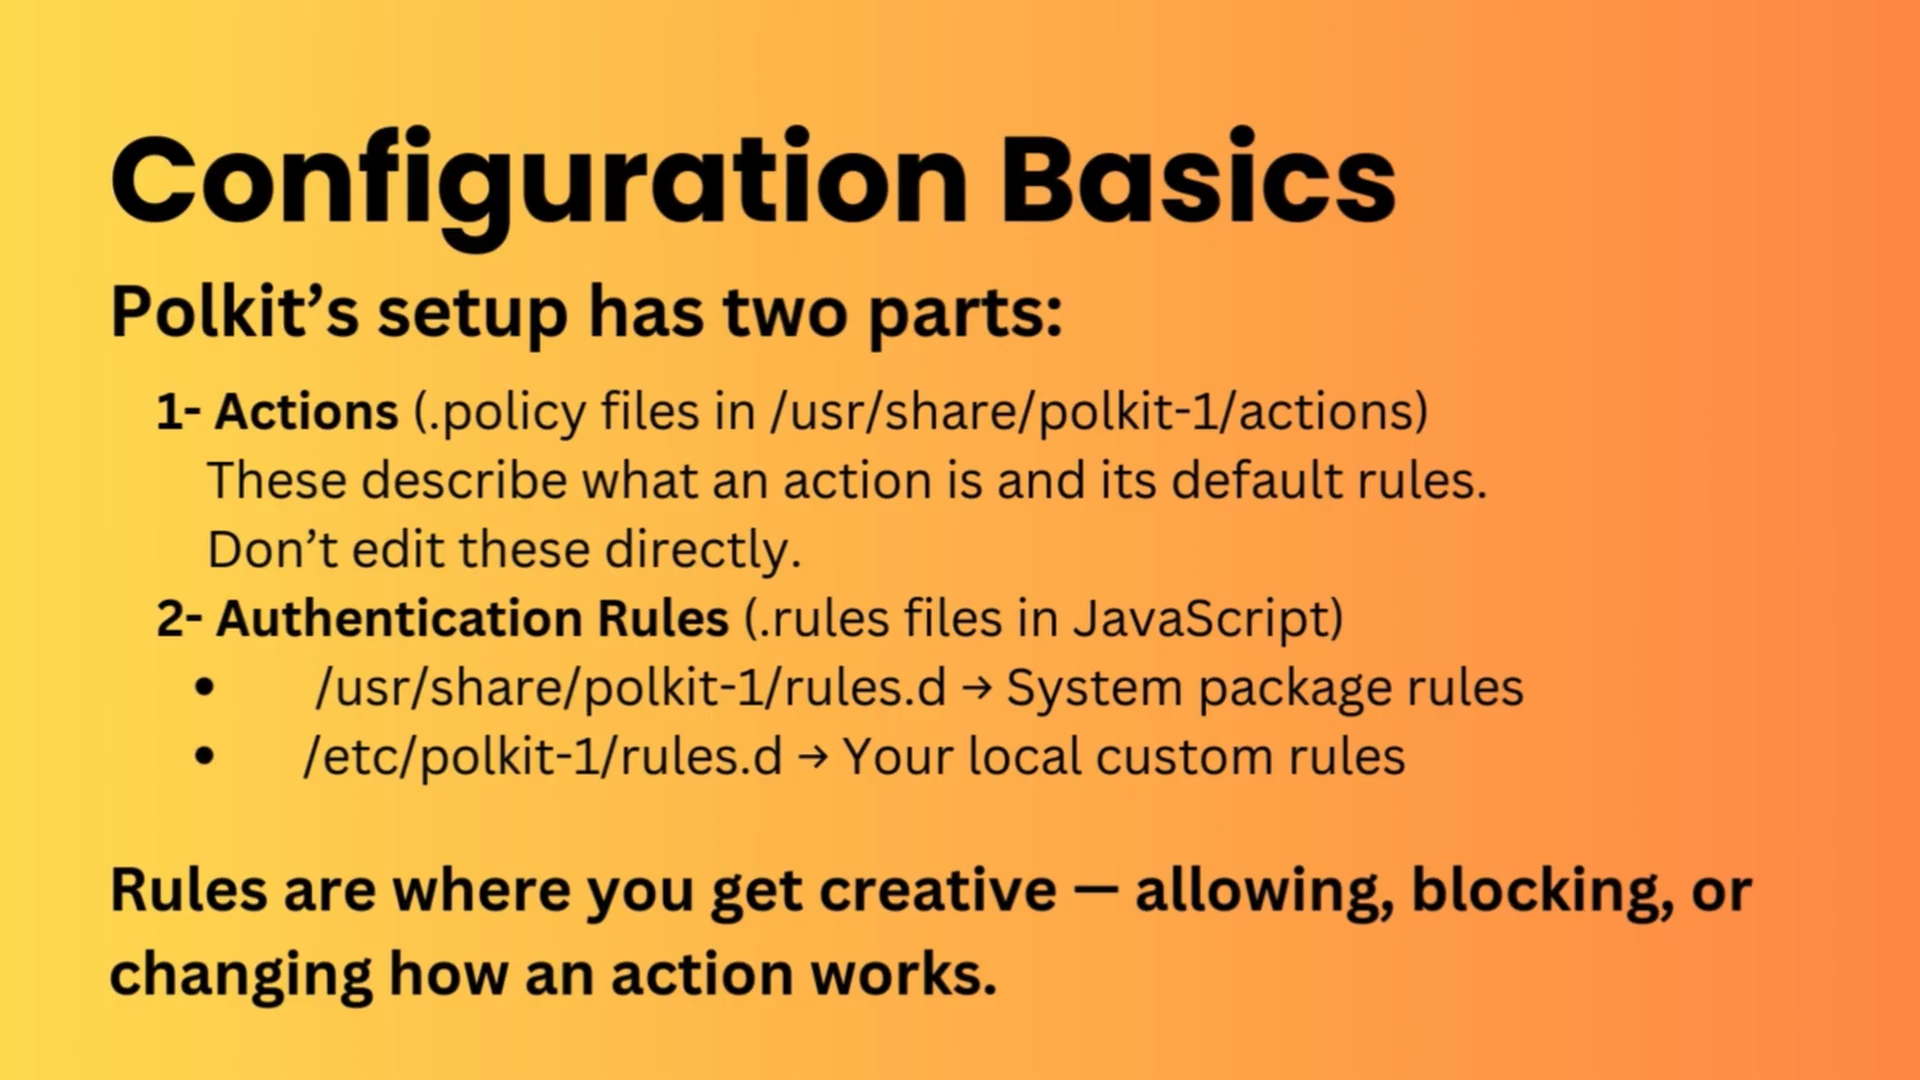 Configuration Basics
Polkit’s setup has two parts:
1- Actions (.policy files in /usr/share/polkit-1/actions)
These describe what an action is and its default rules.
Don’t edit these directly.
2- Authentication Rules (.rules files in JavaScript)
• /usr/share/polkit-1/rules.d → System package rules
• /etc/polkit-1/rules.d → Your local custom rules
Rules are where you get creative — allowing, blocking, or
changing how an action works.